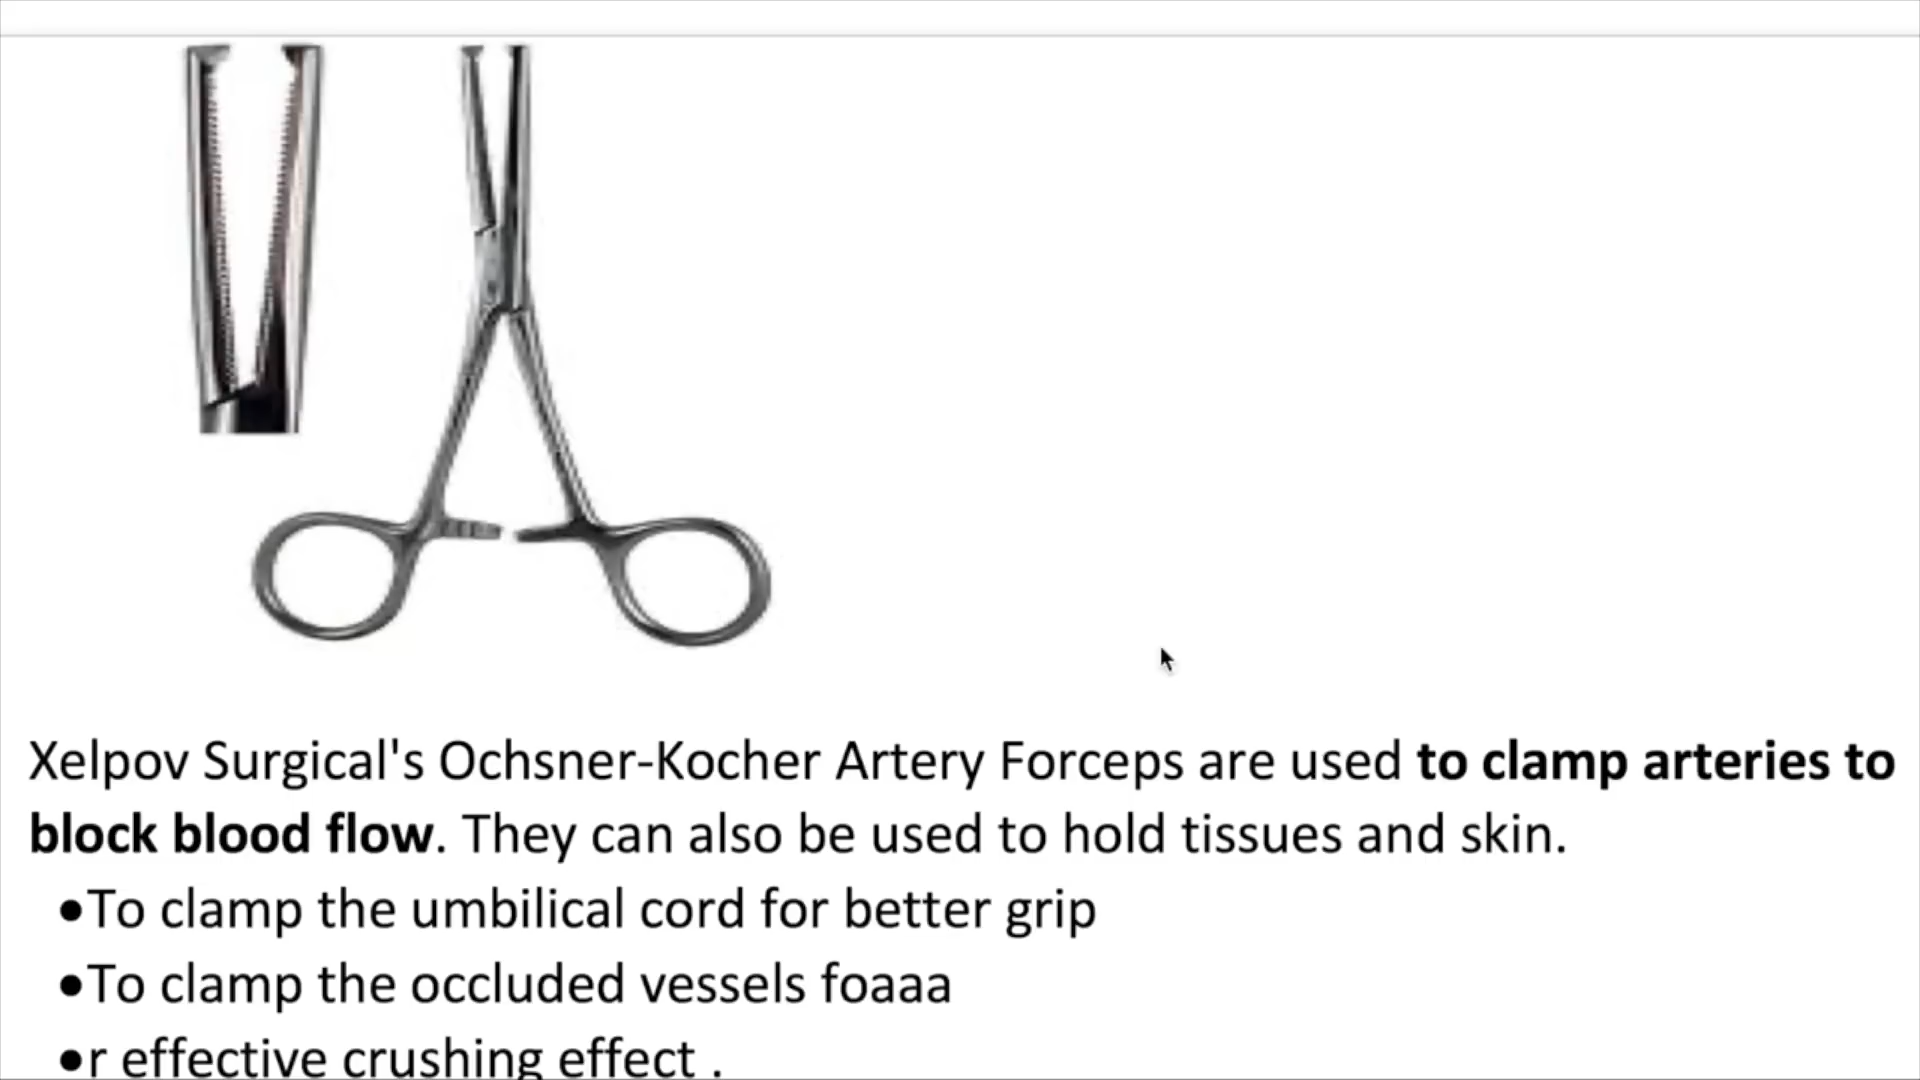 Xelpov Surgical's Ochsner-Kocher Artery Forceps are used to clamp arteries to
block blood flow. They can also be used to hold tissues and skin.
•To clamp the umbilical cord for better grip
•To clamp the occluded vessels foaaa
•r effective crushing effect .